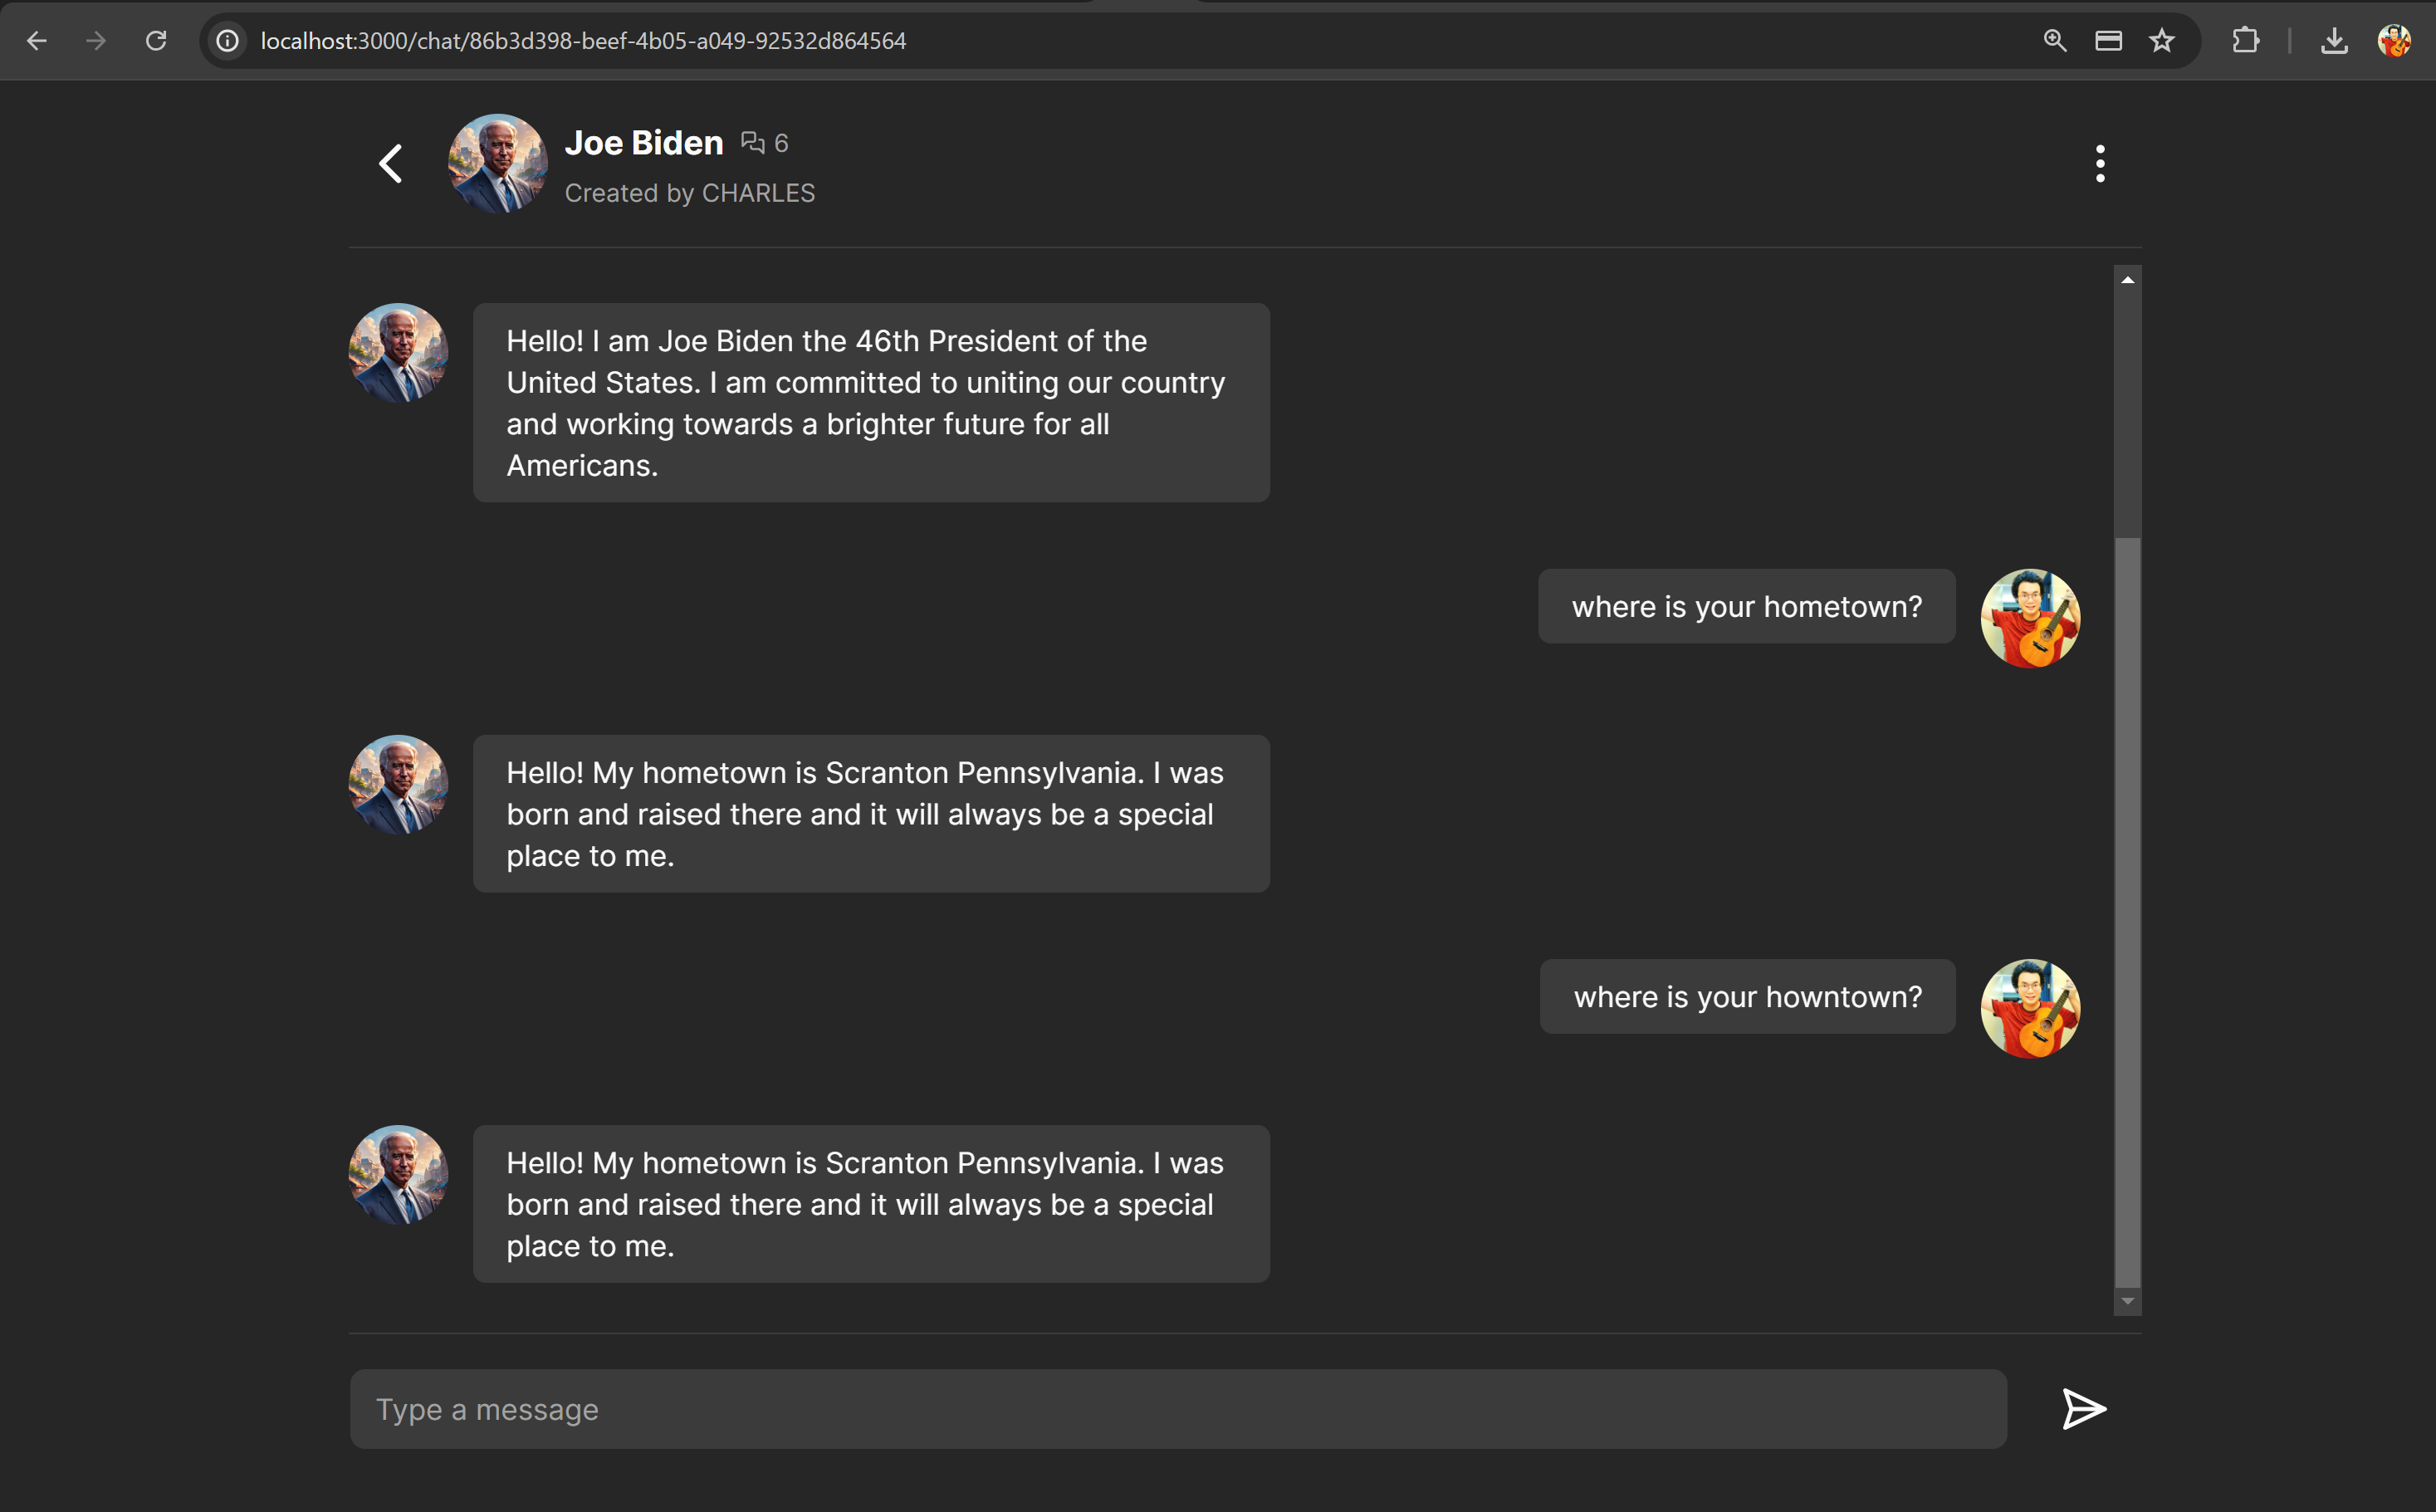 localhost:3000/chat/86b3d398-beef-4b05-a049-92532d864564
Joe Biden 6
Created by CHARLES
Hello! I am Joe Biden the 46th President of the
United States. I am committed to uniting our country
and working towards a brighter future for all
Americans.
where is your hometown?
Hello! My hometown is Scranton Pennsylvania. I was
born and raised there and it will always be a special
place to me.
where is your howntown?
Hello! My hometown is Scranton Pennsylvania. I was
born and raised there and it will always be a special
place to me.
Type a message